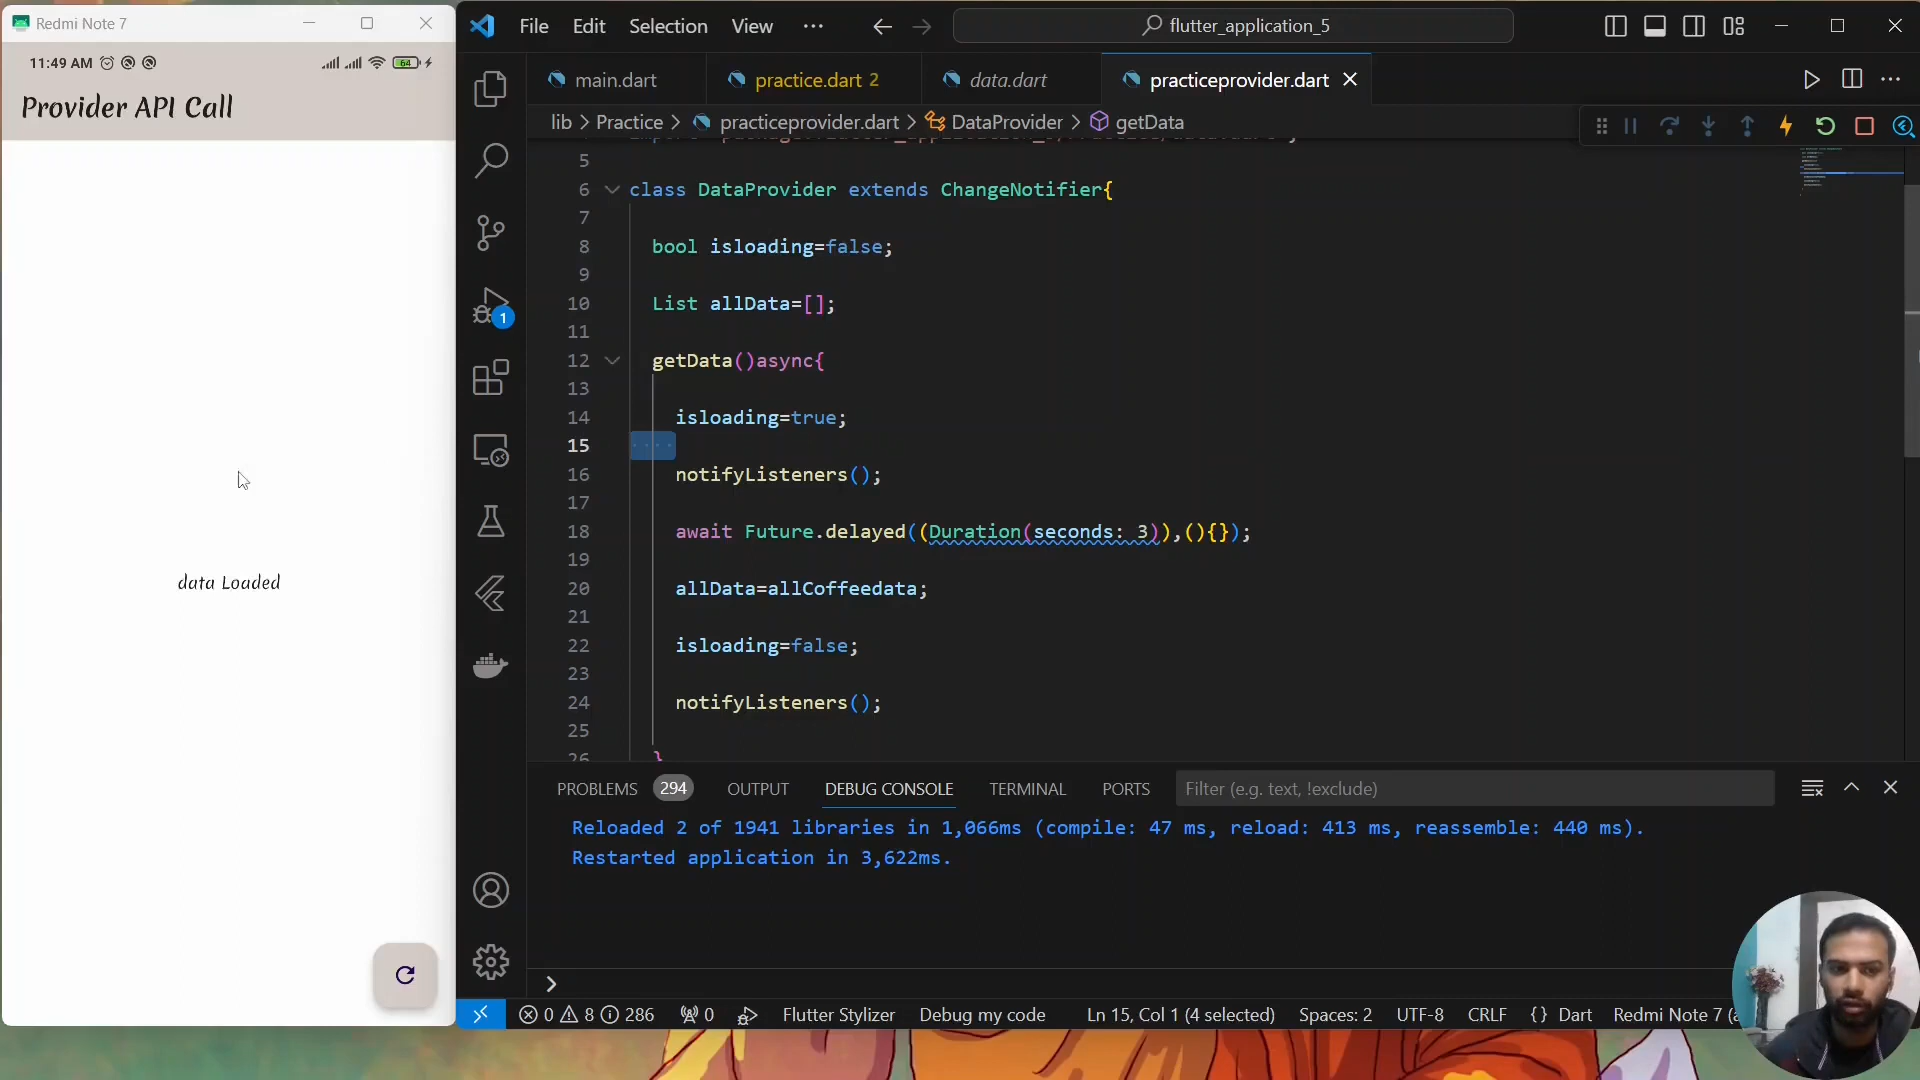 Redmi Note 7
11:49 AM
64
Provider API Call
data Loaded
File Edit Selection View ···
flutter_application_5
main.dart
practice.dart 2
data.dart
practiceprovider.dart
lib > Practice > practiceprovider.dart > DataProvider > getData
5
6 class DataProvider extends ChangeNotifier{
7
8 bool isloading=false;
9
10 List allData=[];
11
12 getData()async{
13
14 isloading=true;
15
16 notifyListeners();
17
18 await Future.delayed((Duration(seconds: 3)),(){});
19
20 allData=allCoffeedata;
21
22 isloading=false;
23
24 notifyListeners();
25
26 }
1
PROBLEMS 294 OUTPUT DEBUG CONSOLE TERMINAL PORTS Filter (e.g. text, !exclude)
Reloaded 2 of 1941 libraries in 1,066ms (compile: 47 ms, reload: 413 ms, reassemble: 440 ms).
Restarted application in 3,622ms.
0 8 286 0 Flutter Stylizer Debug my code Ln 15, Col 1 (4 selected) Spaces: 2 UTF-8 CRLF {} Dart Redmi Note 7